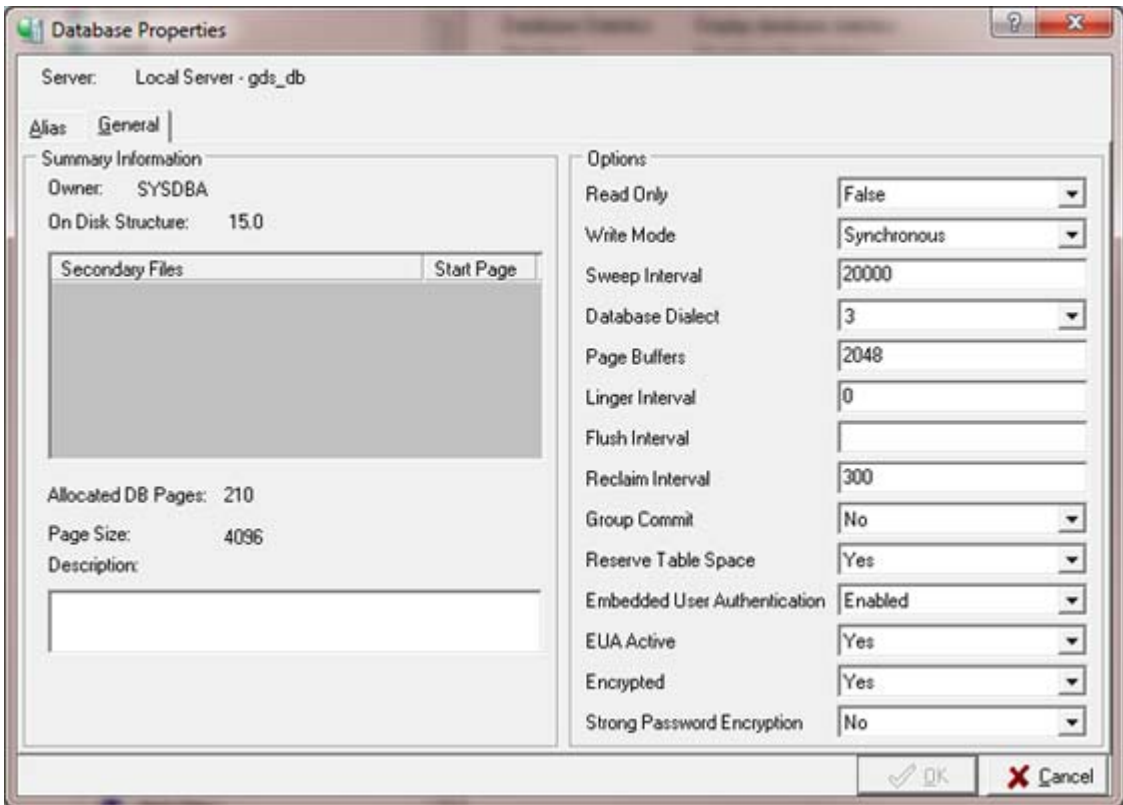 Database Properties
Server: Local Server - gds_db
Alias General
Summary Information
Owner: SYSDBA
On Disk Structure: 15.0
Secondary Files Start Page
Allocated DB Pages: 210
Page Size: 4096
Description:
Options
Read Only False
Write Mode Synchronous
Sweep Interval 20000
Database Dialect 3
Page Buffers 2048
Linger Interval 0
Flush Interval
Reclaim Interval 300
Group Commit No
Reserve Table Space Yes
Embedded User Authentication Enabled
EUA Active Yes
Encrypted Yes
Strong Password Encryption No
OK Cancel